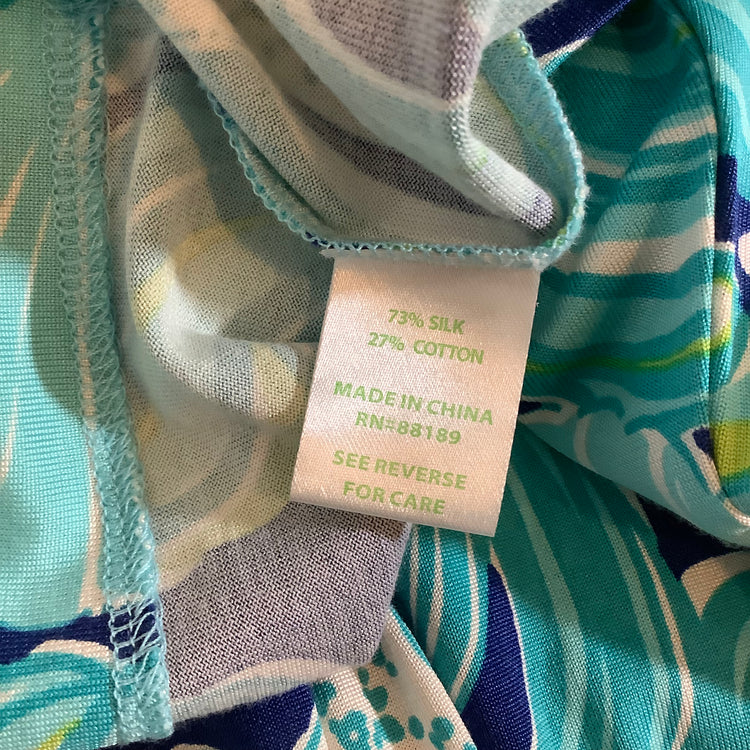 73% SILK
27% COTTON
MADE IN CHINA
RN=88189
SEE REVERSE
FOR CARE